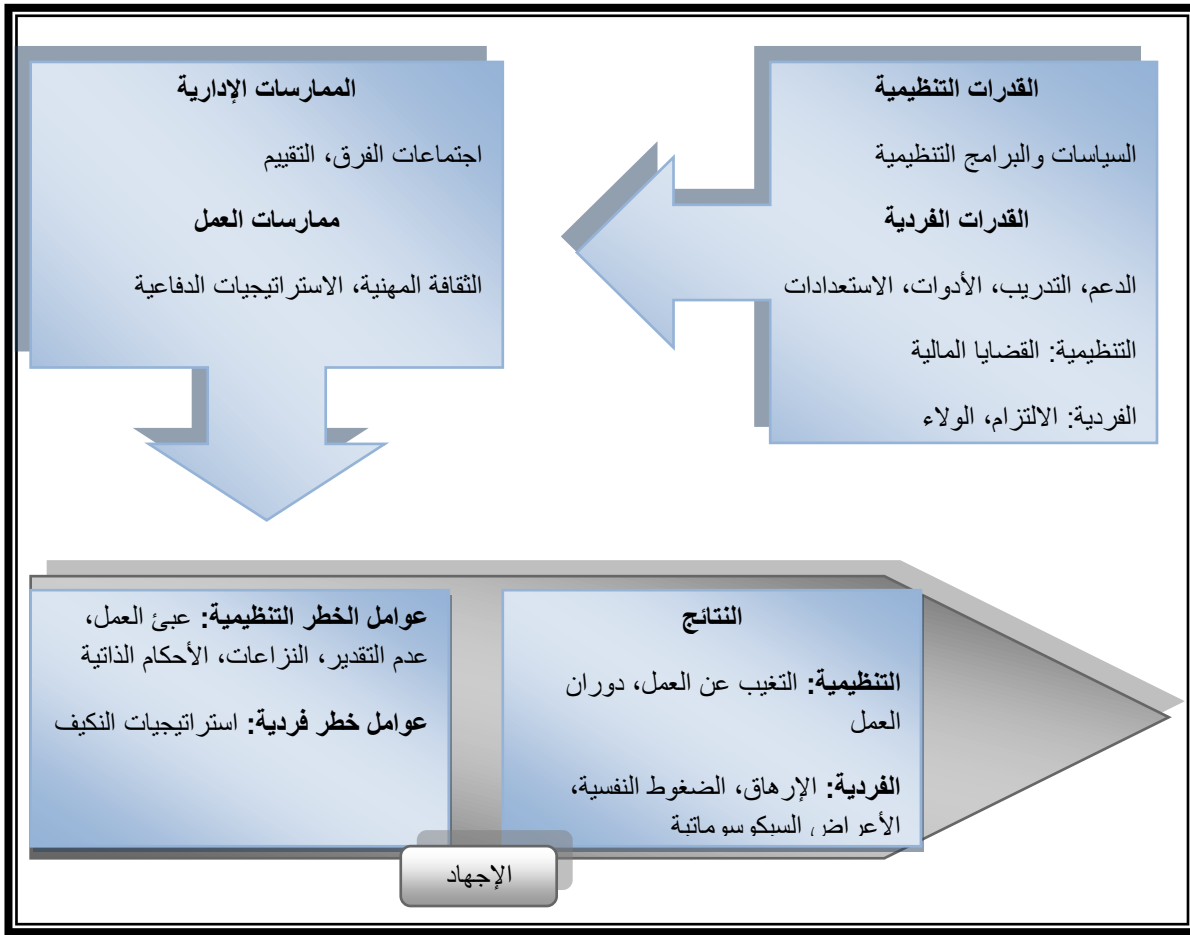 القدرات التنظيمية
السياسات والبرامج التنظيمية
القدرات الفردية
الدعم، التدريب، الأدوات، الاستعدادات
التنظيمية: القضايا المالية
الفردية: الالتزام، الولاء
الممارسات الإدارية
اجتماعات الفرق، التقييم
ممارسات العمل
الثقافة المهنية، الاستراتيجيات الدفاعية
عوامل الخطر التنظيمية: عبئ العمل،
عدم التقدير، النزاعات، الأحكام الذاتية
عوامل خطر فردية: استراتيجيات النكيف
النتائج
التنظيمية: التغيب عن العمل، دوران
العمل
الفردية: الإرهاق، الضغوط النفسية،
الأعراض السيكوسوماتية
الإجهاد